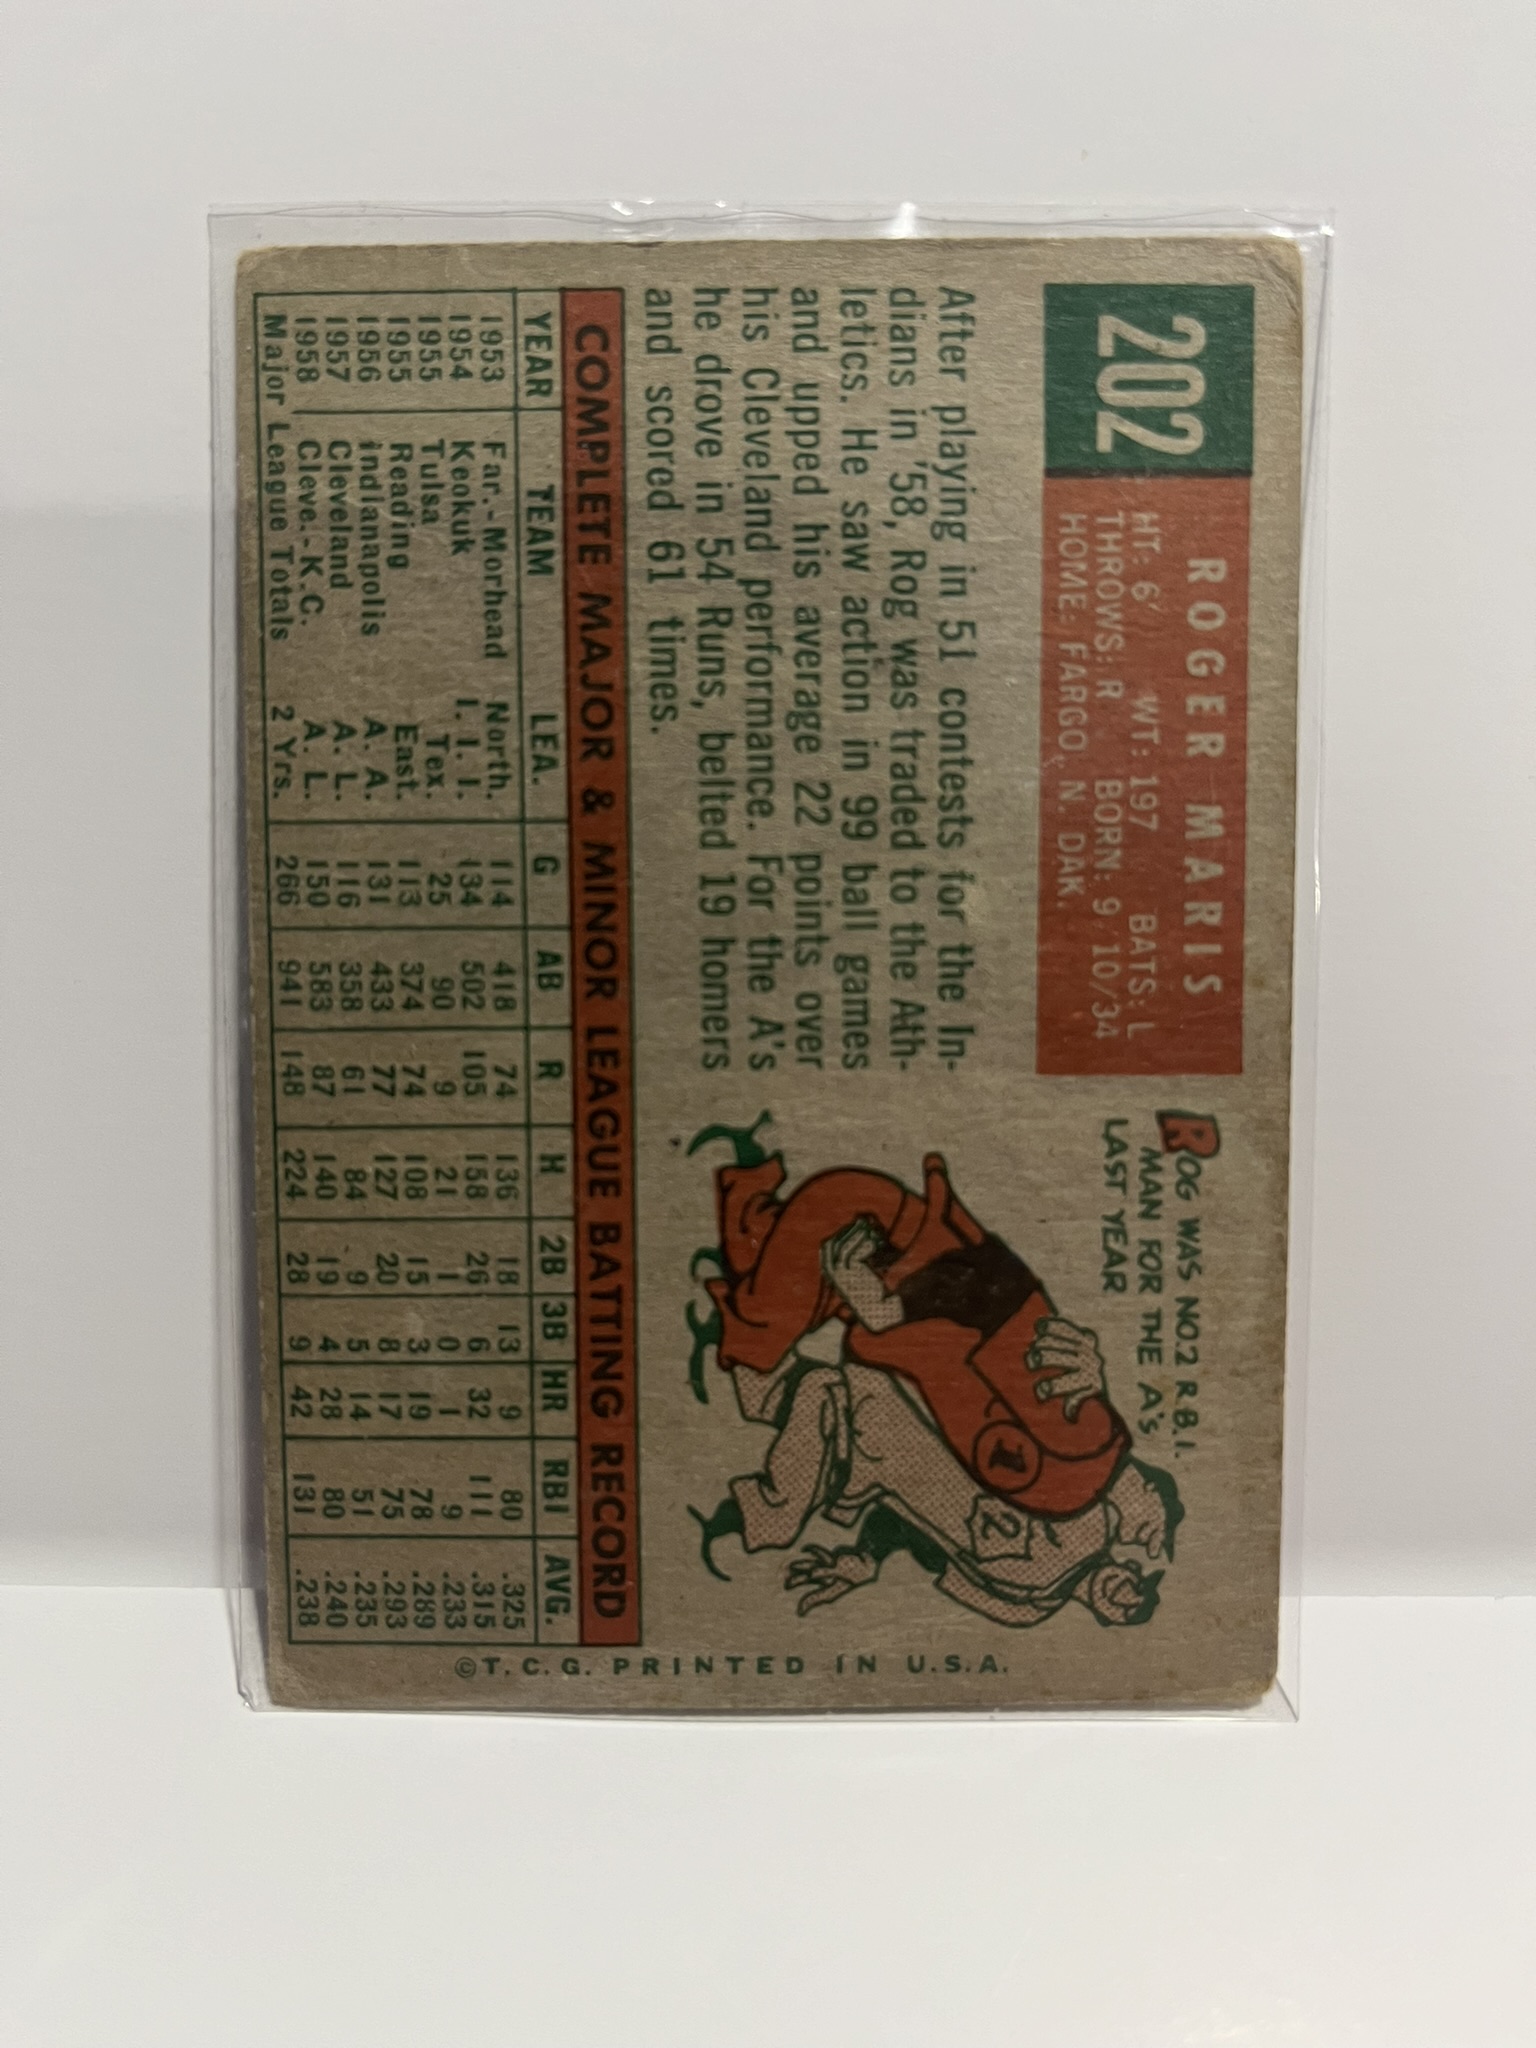 202
ROGER MARIS
HT: 6' WT: 197 BATS: L
THROWS: R BORN: 9/10/34
HOME: FARGO, N. DAK.
ROG WAS NO.2 R.B.I.
MAN FOR THE A's
LAST YEAR
After playing in 51 contests for the In-
dians in '58, Rog was traded to the Ath-
letics. He saw action in 99 ball games
and upped his average 22 points over
his Cleveland performance. For the A's
he drove in 54 Runs, belted 19 homers
and scored 61 times.
1
2
COMPLETE MAJOR & MINOR LEAGUE BATTING RECORD
YEAR TEAM LEA. G AB R H 2B 3B HR RBI AVG.
1953 Far.-Morhead North. 114 418 74 136 18 13 9 80 .325
1954 Keokuk I. I. I. 134 502 105 158 26 6 32 111 .315
1955 Tulsa Tex. 25 90 9 21 1 0 1 9 .233
1955 Reading East. 113 374 74 108 15 3 19 78 .289
1956 Indianapolis A. A. 131 433 77 127 20 8 17 75 .293
1957 Cleveland A. L. 116 358 61 84 9 5 14 51 .235
1958 Cleve.-K.C. A. L. 150 583 87 140 19 4 28 80 .240
Major League Totals 2 Yrs. 266 941 148 224 28 9 42 131 .238
©T. C. G. PRINTED IN U.S.A.